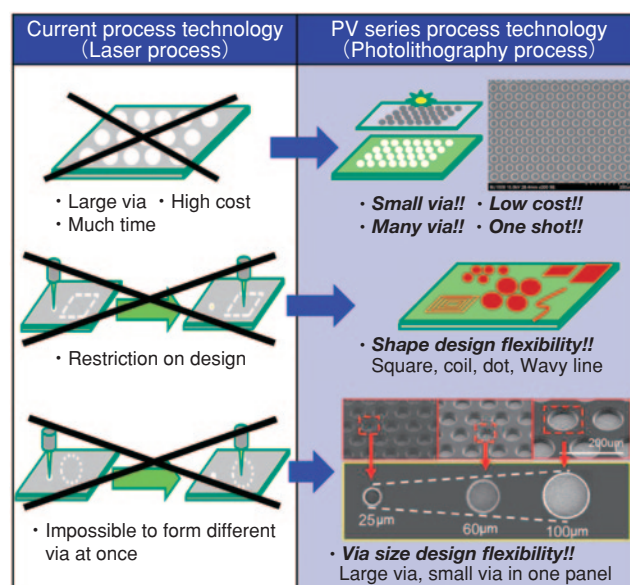 Current process technology
(Laser process)
PV series process technology
(Photolithography process)
・Large via ・High cost
・Much time
・Small via!! ・Low cost!!
・Many via!! ・One shot!!
・Restriction on design
・Shape design flexibility!!
Square, coil, dot, Wavy line
・Impossible to form different
via at once
200um
25μm
60μm
100μm
・Via size design flexibility!!
Large via, small via in one panel